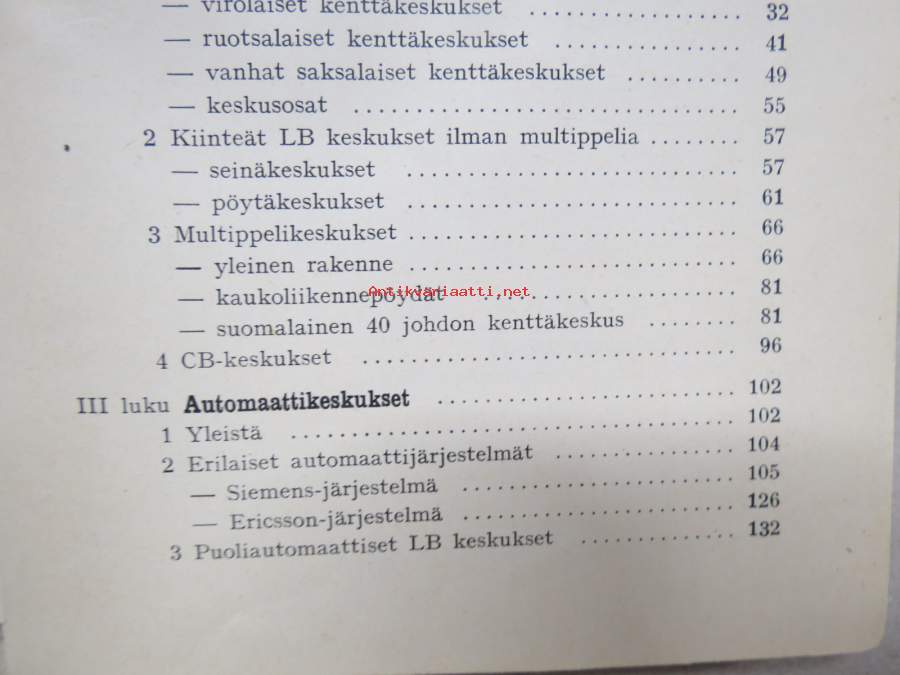 — virolaiset kenttäkeskukset .................. 32
— ruotsalaiset kenttäkeskukset ................ 41
— vanhat saksalaiset kenttäkeskukset .......... 49
— keskusosat ................................ 55
2 Kiinteät LB keskukset ilman multippelia ........ 57
— seinäkeskukset ............................ 57
— pöytäkeskukset ............................ 61
3 Multippelikeskukset ............................ 66
— yleinen rakenne ............................ 66
— kaukoliikennepöydät ...................... 81
Antikvariaatti.net
— suomalainen 40 johdon kenttäkeskus ........ 81
4 CB-keskukset ................................ 96
III luku Automaattikeskukset ......................... 102
1 Yleistä ..................................... 102
2 Erilaiset automaattijärjestelmät ............... 104
— Siemens-järjestelmä ....................... 105
— Ericsson-järjestelmä ....................... 126
3 Puoliautomaattiset LB keskukset ............. 132